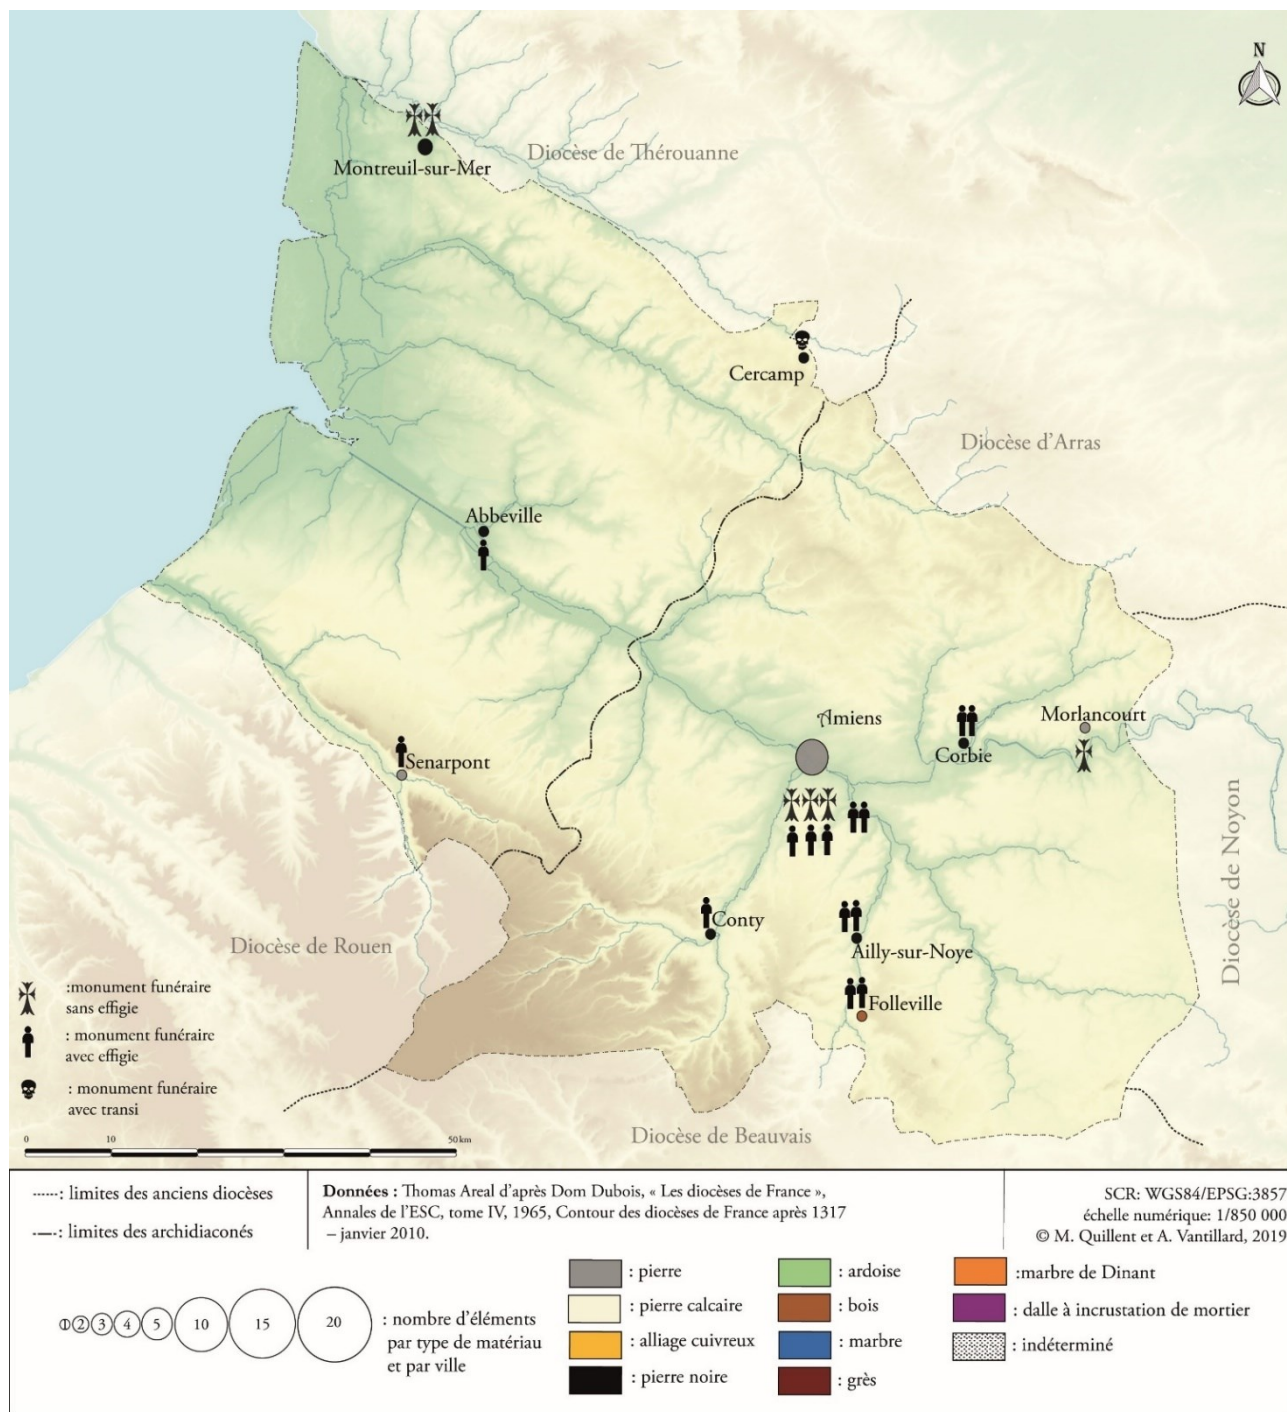 N
Diocèse de Thérouanne
Montreuil-sur-Mer
Cercamp
Diocèse d'Arras
Abbeville
Amiens
Morlancourt
Corbie
Senarpont
Diocèse de Noyon
Conty
Diocèse de Rouen
Ailly-sur-Noye
Folleville
:monument funéraire
sans effigie
: monument funéraire
avec effigie
: monument funéraire
avec transi
Diocèse de Beauvais
0 10 50 km
: limites des anciens diocèses
: limites des archidiaconés
Données : Thomas Areal d'après Dom Dubois, « Les diocèses de France »,
Annales de l'ESC, tome IV, 1965, Contour des diocèses de France après 1317
– janvier 2010.
SCR: WGS84/EPSG:3857
échelle numérique: 1/850 000
© M. Quillent et A. Vantillard, 2019
1 2 3 4 5 10 15 20
: nombre d'éléments
par type de matériau
et par ville
: pierre
: pierre calcaire
: alliage cuivreux
: pierre noire
: ardoise
: bois
: marbre
: grès
:marbre de Dinant
: dalle à incrustation de mortier
: indéterminé